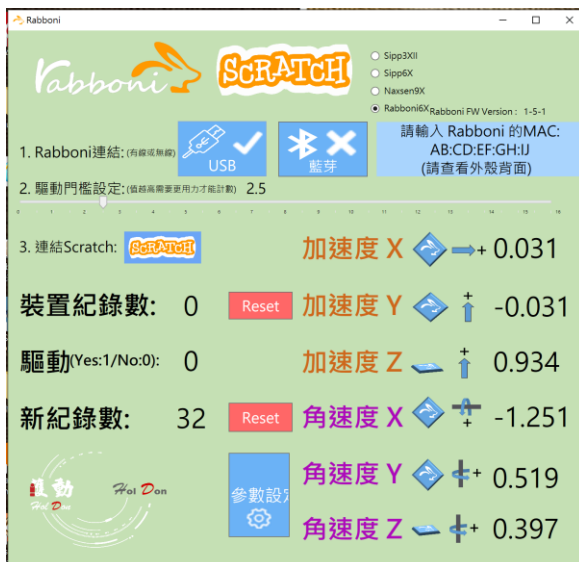 Rabboni
rabboni
SCRATCH
Sipp3XII
Sipp6X
Naxsen9X
Rabboni6X
Rabboni FW Version : 1-5-1
1. Rabboni連結: (有線或無線)
USB
藍芽
請輸入 Rabboni 的MAC:
AB:CD:EF:GH:IJ
(請查看外殼背面)
2. 驅動門檻設定: (值越高需要更用力才能計數) 2.5
0 1 2 3 4 5 6 7 8 9 10 11 12 13 14 15 16
3. 連結Scratch: SCRATCH
加速度 X + 0.031
裝置紀錄數: 0 Reset
加速度 Y + -0.031
驅動(Yes:1/No:0): 0
加速度 Z + 0.934
新紀錄數: 32 Reset
角速度 X + -1.251
參數設定
角速度 Y + 0.519
角速度 Z + 0.397
動
Hol Don
Hol Don